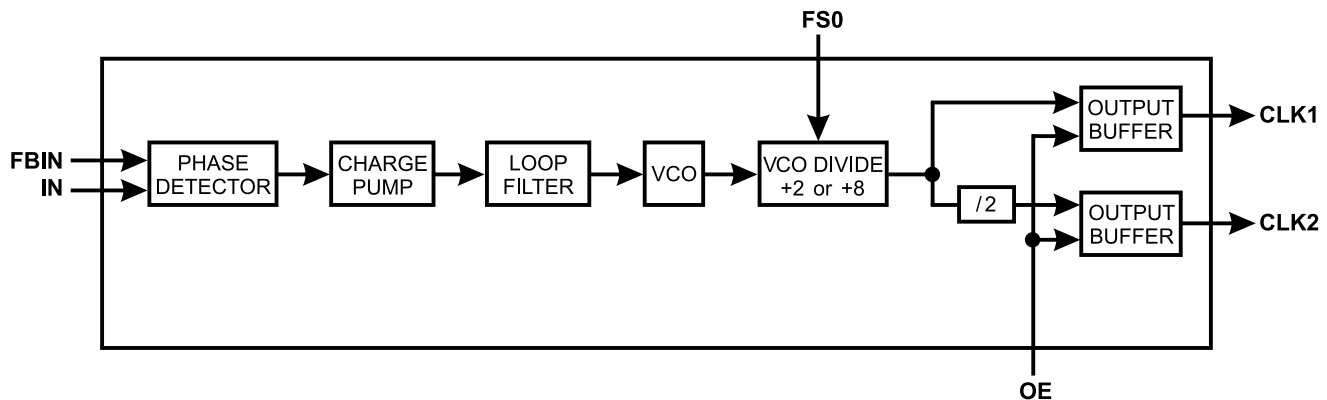 FS0
FBIN
IN
PHASE
DETECTOR
CHARGE
PUMP
LOOP
FILTER
VCO
VCO DIVIDE
+2 or +8
/2
OUTPUT
BUFFER
CLK1
OUTPUT
BUFFER
CLK2
OE